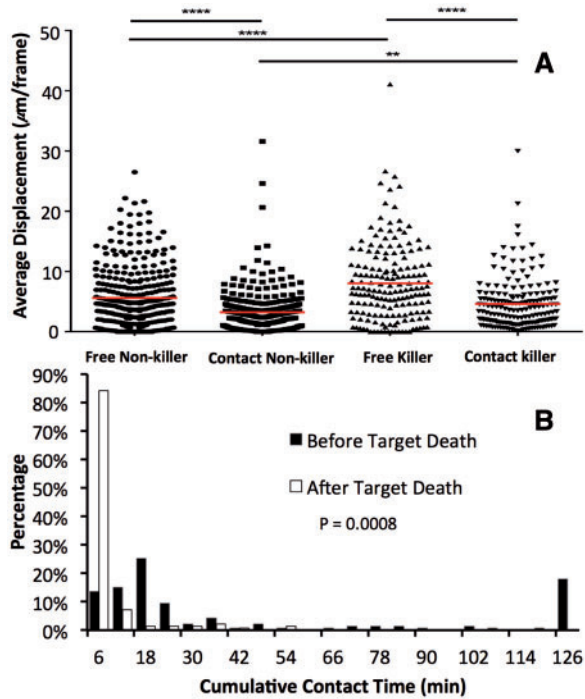 **** ****
****
**
A
50
40
30
20
10
0
Average Displacement (μm/frame)
Free Non-killer Contact Non-killer Free Killer Contact killer
B
90%
80%
70%
60%
50%
40%
30%
20%
10%
0%
Percentage
Before Target Death
After Target Death
P = 0.0008
6 18 30 42 54 66 78 90 102 114 126
Cumulative Contact Time (min)